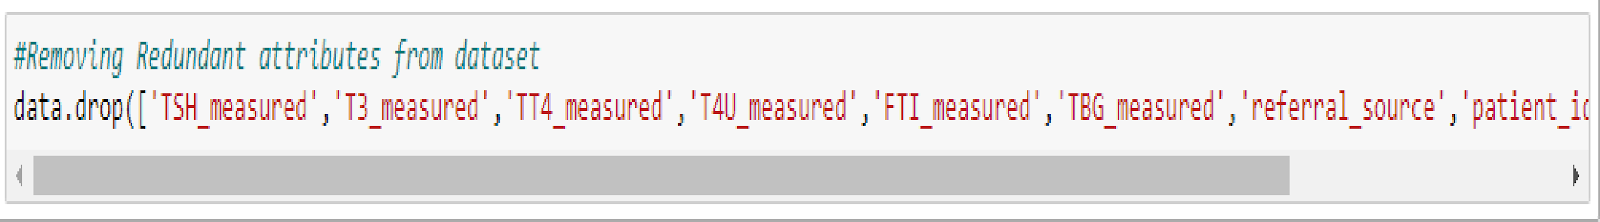 #Removing Redundant attributes from dataset
data.drop(['TSH_measured','T3_measured','TT4_measured','T4U_measured','FTI_measured','TBG_measured','referral_source','patient_i